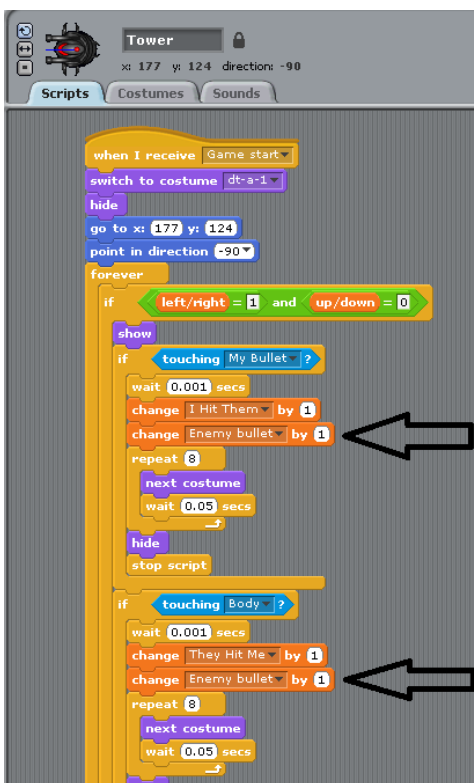 Tower
x: 177 y: 124 direction: -90
Scripts Costumes Sounds
when I receive Game start
switch to costume dt-a-1
hide
go to x: 177 y: 124
point in direction -90
forever
if left/right = 1 and up/down = 0
show
if touching My Bullet ?
wait 0.001 secs
change I Hit Them by 1
change Enemy bullet by 1
repeat 8
next costume
wait 0.05 secs
hide
stop script
if touching Body ?
wait 0.001 secs
change They Hit Me by 1
change Enemy bullet by 1
repeat 8
next costume
wait 0.05 secs